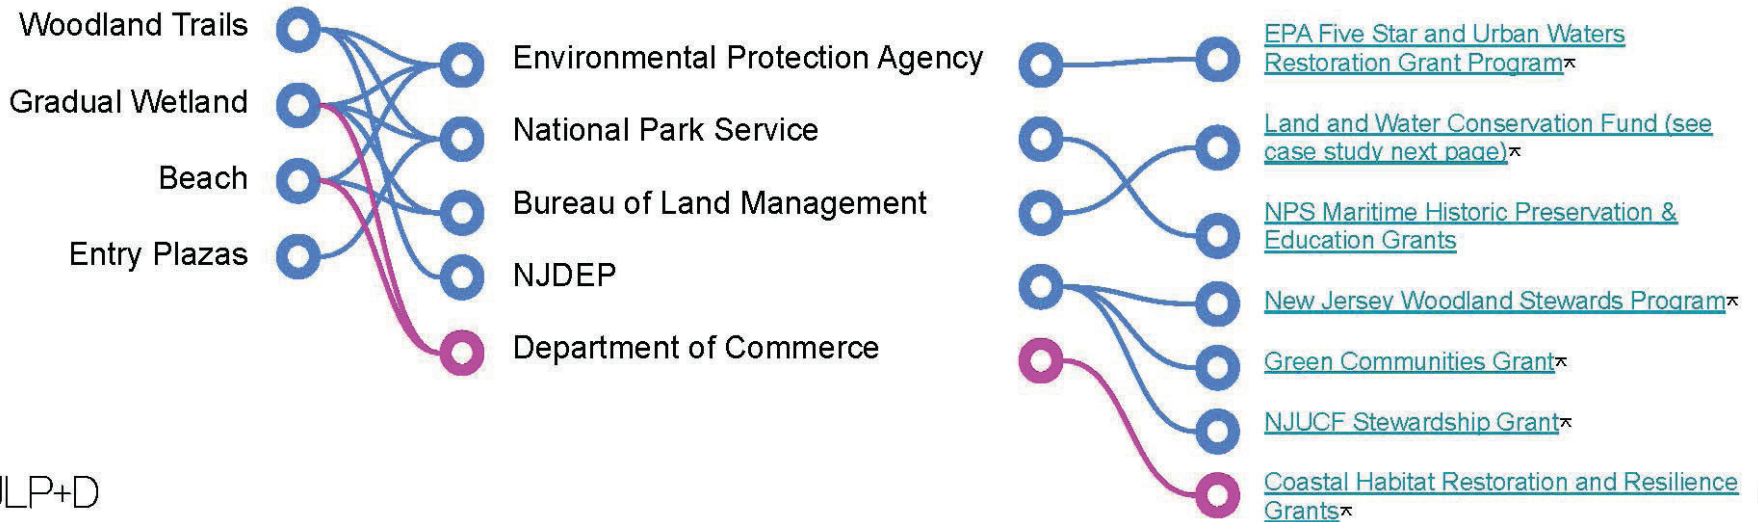 Woodland Trails
Gradual Wetland
Beach
Entry Plazas
Environmental Protection Agency
National Park Service
Bureau of Land Management
NJDEP
Department of Commerce
EPA Five Star and Urban Waters
Restoration Grant Program
Land and Water Conservation Fund (see
case study next page)
NPS Maritime Historic Preservation &
Education Grants
New Jersey Woodland Stewards Program
Green Communities Grant
NJUCF Stewardship Grant
Coastal Habitat Restoration and Resilience
Grants